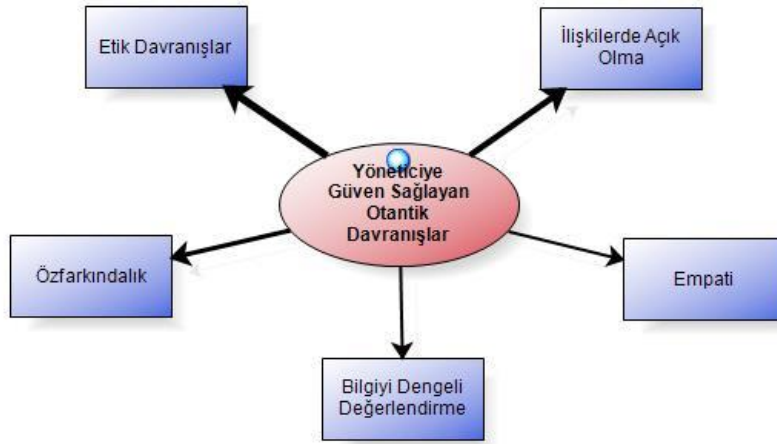 Etik Davranışlar
İlişkilerde Açık
Olma
Yöneticiye
Güven Sağlayan
Otantik
Davranışlar
Özfarkındalık
Empati
Bilgiyi Dengeli
Değerlendirme